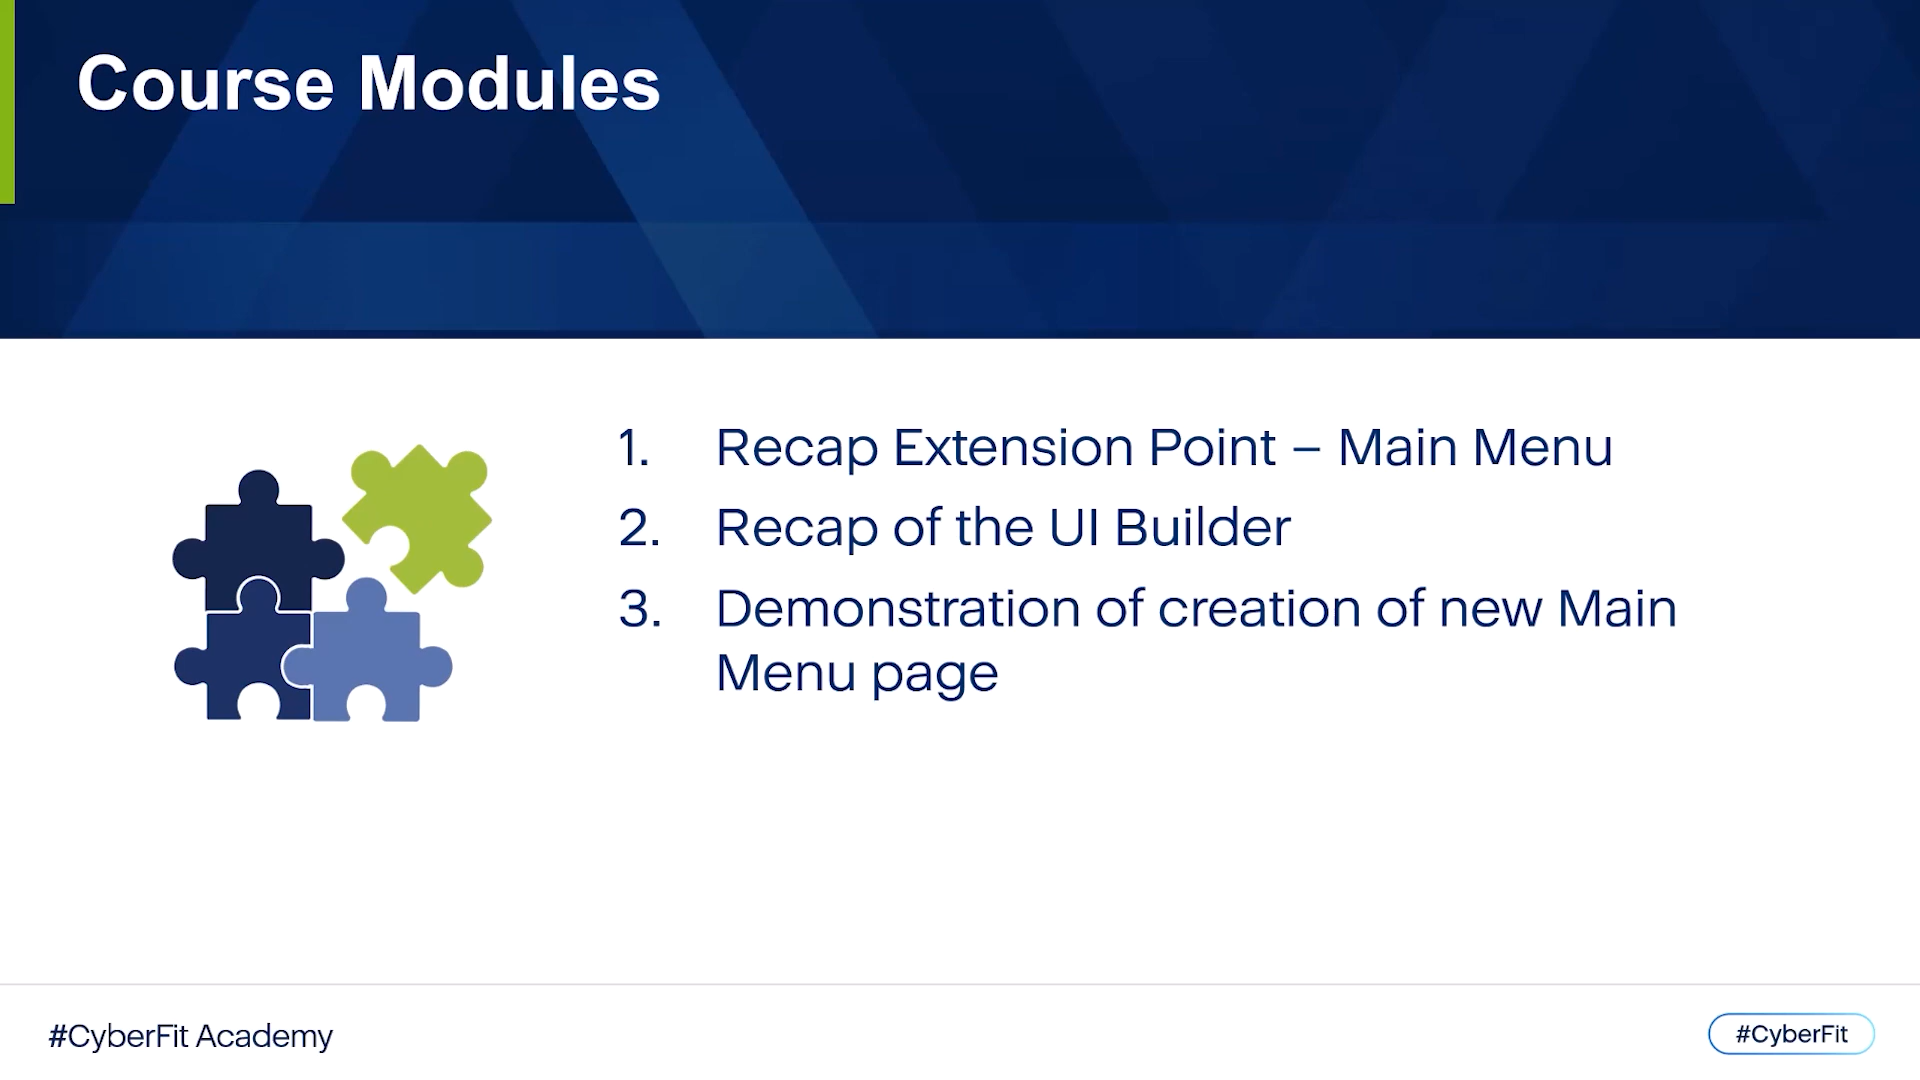 Course Modules
1. Recap Extension Point – Main Menu
2. Recap of the UI Builder
3. Demonstration of creation of new Main
Menu page
#CyberFit Academy
#CyberFit